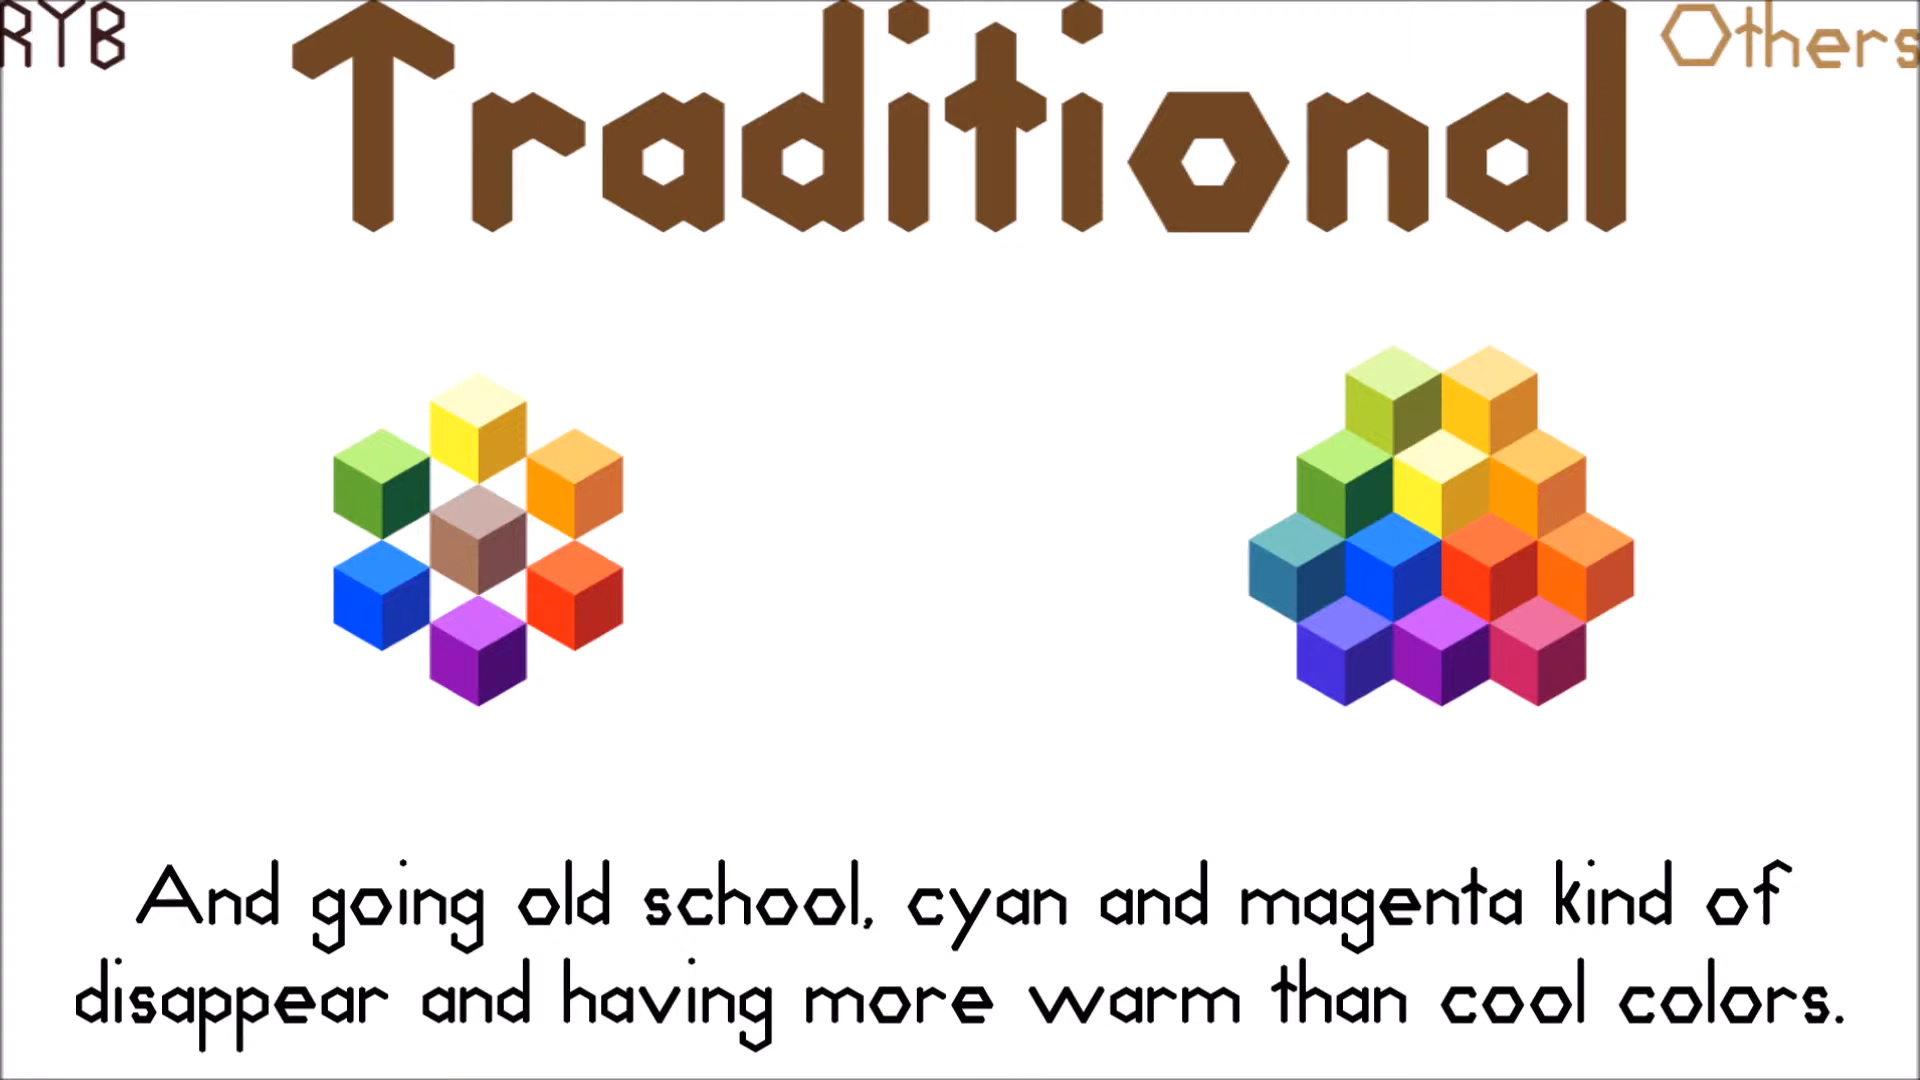 RYB
Traditional
Others
And going old school, cyan and magenta kind of
disappear and having more warm than cool colors.